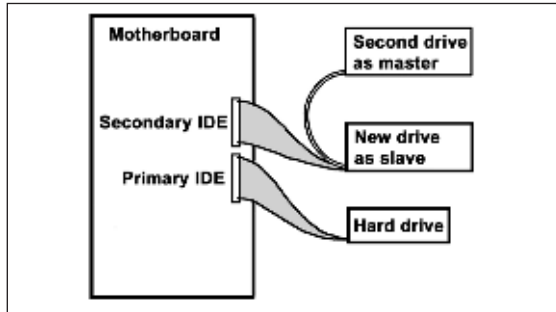 Motherboard
Second drive
as master
Secondary IDE
New drive
as slave
Primary IDE
Hard drive